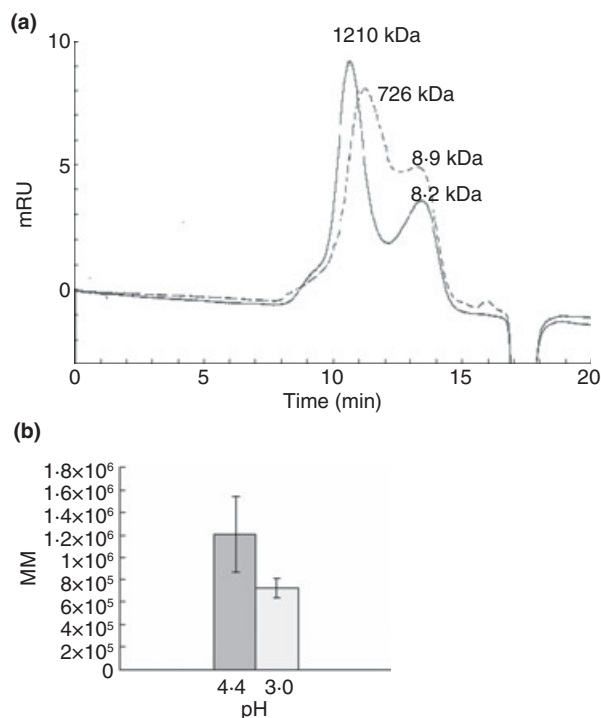 (a)
1210 kDa
726 kDa
8·9 kDa
8·2 kDa
10
5
0
mRU
0 5 10 15 20
Time (min)
(b)
1·8×10⁶
1·6×10⁶
1·4×10⁶
1·2×10⁶
1×10⁶
8×10⁵
6×10⁵
4×10⁵
2×10⁵
0
MM
4·4 3·0
pH